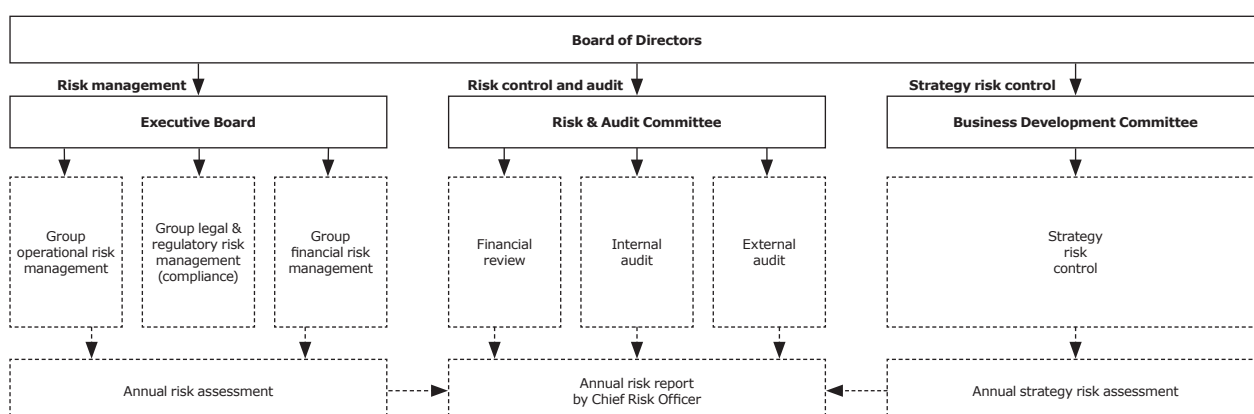 Board of Directors
Risk management
Risk control and audit
Strategy risk control
Executive Board
Risk & Audit Committee
Business Development Committee
Group
operational risk
management
Group legal &
regulatory risk
management
(compliance)
Group
financial risk
management
Financial
review
Internal
audit
External
audit
Strategy
risk
control
Annual risk assessment
Annual risk report
by Chief Risk Officer
Annual strategy risk assessment